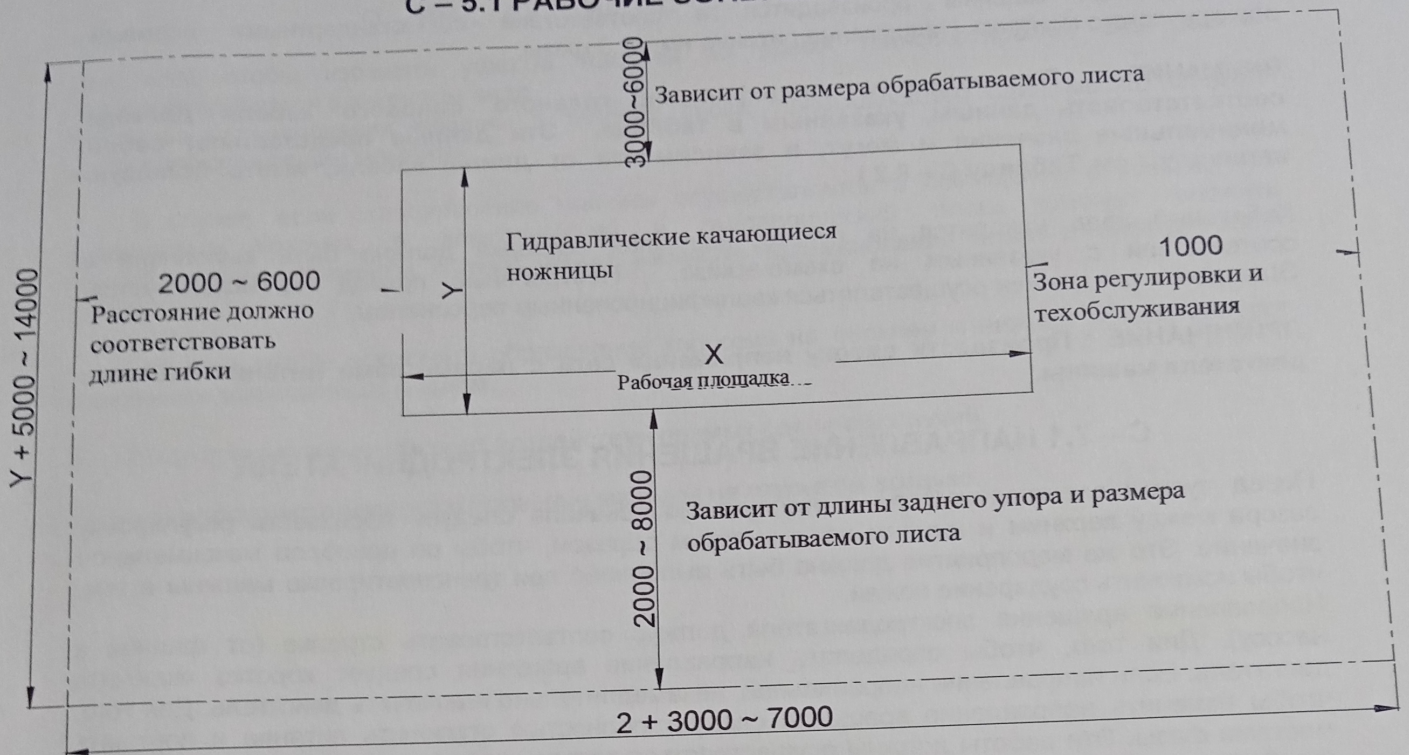 С – 5.1 РАБОЧИЕ
3000~6000
Зависит от размера обрабатываемого листа
Гидравлические качающиеся
ножницы
Y
1000
Зона регулировки и
техобслуживания
2000 ~ 6000
Расстояние должно
соответствовать
длине гибки
Y + 5000 ~ 14000
X
Рабочая площадка...
2000 ~ 8000
Зависит от длины заднего упора и размера
обрабатываемого листа
2 + 3000 ~ 7000